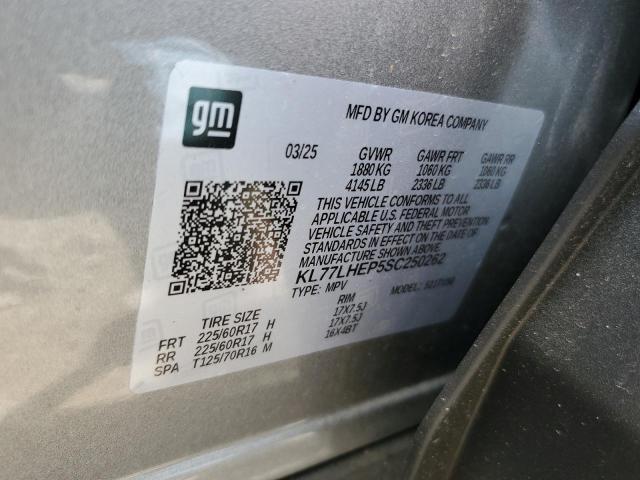 gm
MFD BY GM KOREA COMPANY
03/25 GVWR GAWR FRT GAWR RR
1880 KG 1060 KG 1060 KG
4145 LB 2336 LB 2336 LB
THIS VEHICLE CONFORMS TO ALL
APPLICABLE U.S. FEDERAL MOTOR
VEHICLE SAFETY AND THEFT PREVENTION
STANDARDS IN EFFECT ON THE DATE OF
MANUFACTURE SHOWN ABOVE.
KL77LHEP5SC250262
TYPE: MPV MODEL:
TIRE SIZE RIM
FRT 225/60R17 H 17X7.5J
RR 225/60R17 H 17X7.5J
SPA T125/70R16 M 16X4BT